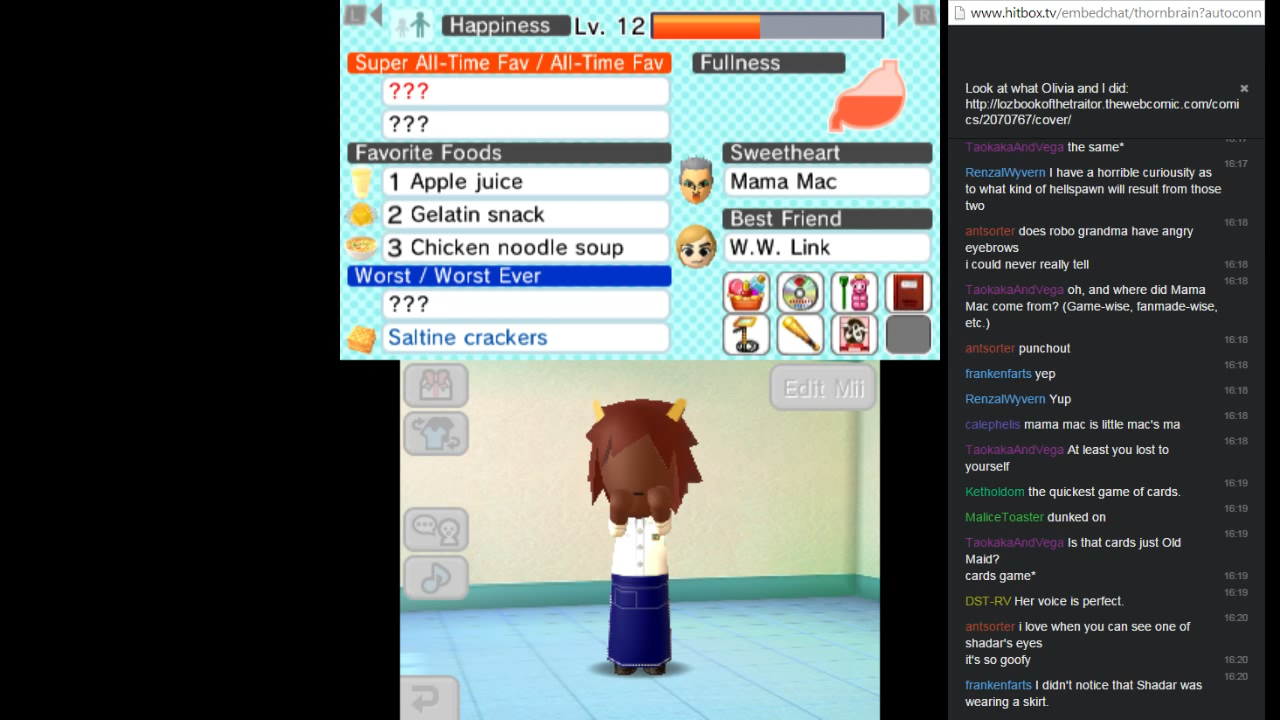 L
Happiness Lv. 12
R
Super All-Time Fav / All-Time Fav
???
???
Favorite Foods
1 Apple juice
2 Gelatin snack
3 Chicken noodle soup
Worst / Worst Ever
???
Saltine crackers
Fullness
Sweetheart
Mama Mac
Best Friend
W.W. Link
Edit Mii
www.hitbox.tv/embedchat/thornbrain?autoconn
Look at what Olivia and I did:
http://lozbookofthetraitor.thewebcomic.com/comi
cs/2070767/cover/
TaokakaAndVega the same*
RenzalWyvern I have a horrible curiousity as 16:17
to what kind of hellspawn will result from those
two
antsorter does robo grandma have angry 16:18
eyebrows
i could never really tell 16:18
TaokakaAndVega oh, and where did Mama 16:18
Mac come from? (Game-wise, fanmade-wise,
etc.)
antsorter punchout 16:18
frankenfarts yep 16:18
RenzalWyvern Yup 16:18
calephelis mama mac is little mac's ma 16:18
TaokakaAndVega At least you lost to 16:18
yourself
Ketholdom the quickest game of cards. 16:19
MaliceToaster dunked on 16:19
TaokakaAndVega Is that cards just Old 16:19
Maid?
cards game* 16:19
DST-RV Her voice is perfect. 16:19
antsorter i love when you can see one of 16:20
shadar's eyes
it's so goofy 16:20
frankenfarts I didn't notice that Shadar was 16:20
wearing a skirt.